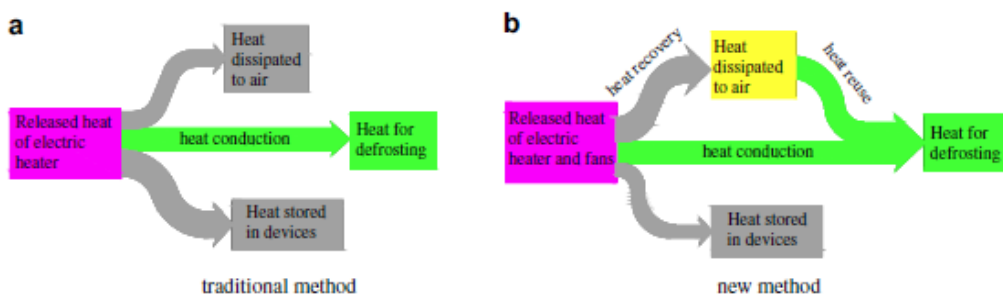 a
Heat
dissipated
to air
Released heat
of electric
heater
heat conduction
Heat for
defrosting
Heat stored
in devices
traditional method
b
heat recovery
Heat
dissipated
to air
heat reuse
Released heat
of electric
heater and fans
heat conduction
Heat for
defrosting
Heat stored
in devices
new method